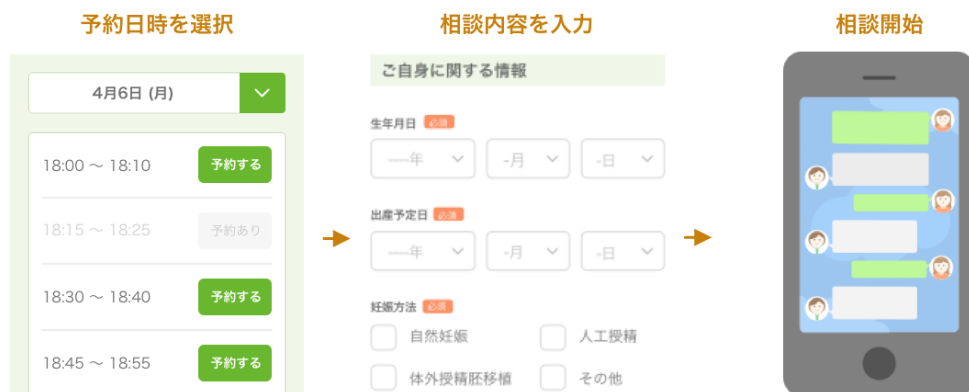 予約日時を選択
4月6日 (月)
18:00 〜 18:10 予約する
18:15 〜 18:25 予約あり
18:30 〜 18:40 予約する
18:45 〜 18:55 予約する
相談内容を入力
ご自身に関する情報
生年月日 必須
----年 -月 -日
出産予定日 必須
----年 -月 -日
妊娠方法 必須
自然妊娠 人工授精
体外授精胚移植 その他
相談開始